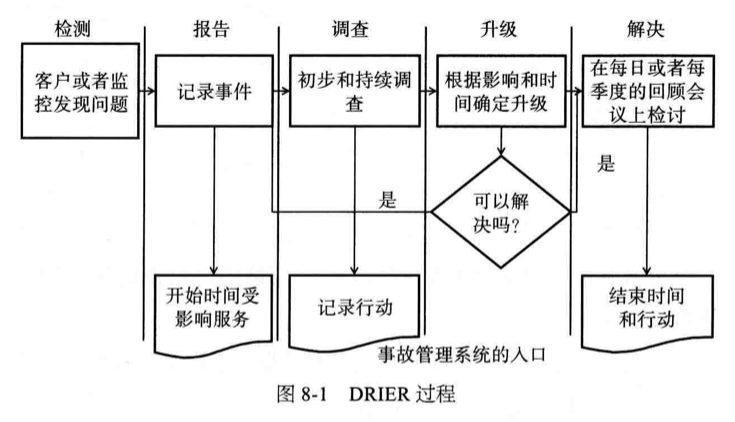 检测
报告
调查
升级
解决
客户或者监
控发现问题
记录事件
初步和持续调
查
根据影响和时
间确定升级
在每日或者每
季度的回顾会
议上检讨
是
是
可以解
决吗?
开始时间受
影响服务
记录行动
结束时间
和行动
事故管理系统的入口
图 8-1 DRIER 过程